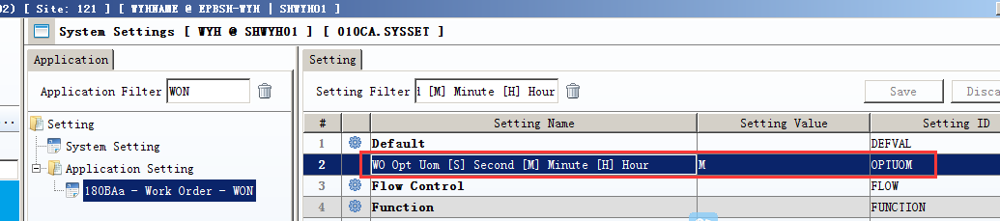 02) [ Site: 121 ] [ WYHNAME @ EPBSH-WYH | SHWYH01 ]
System Settings [ WYH @ SHWYH01 ] [ 010CA.SYSSET ]
Application
Setting
Application Filter WON
Setting Filter l [M] Minute [H] Hour
Save
Disca
Setting
System Setting
Application Setting
180BAa - Work Order - WON
# Setting Name Setting Value Setting ID
1 Default DEFVAL
2 WO Opt Uom [S] Second [M] Minute [H] Hour M OPTUOM
3 Flow Control FLOW
4 Function FUNCTION